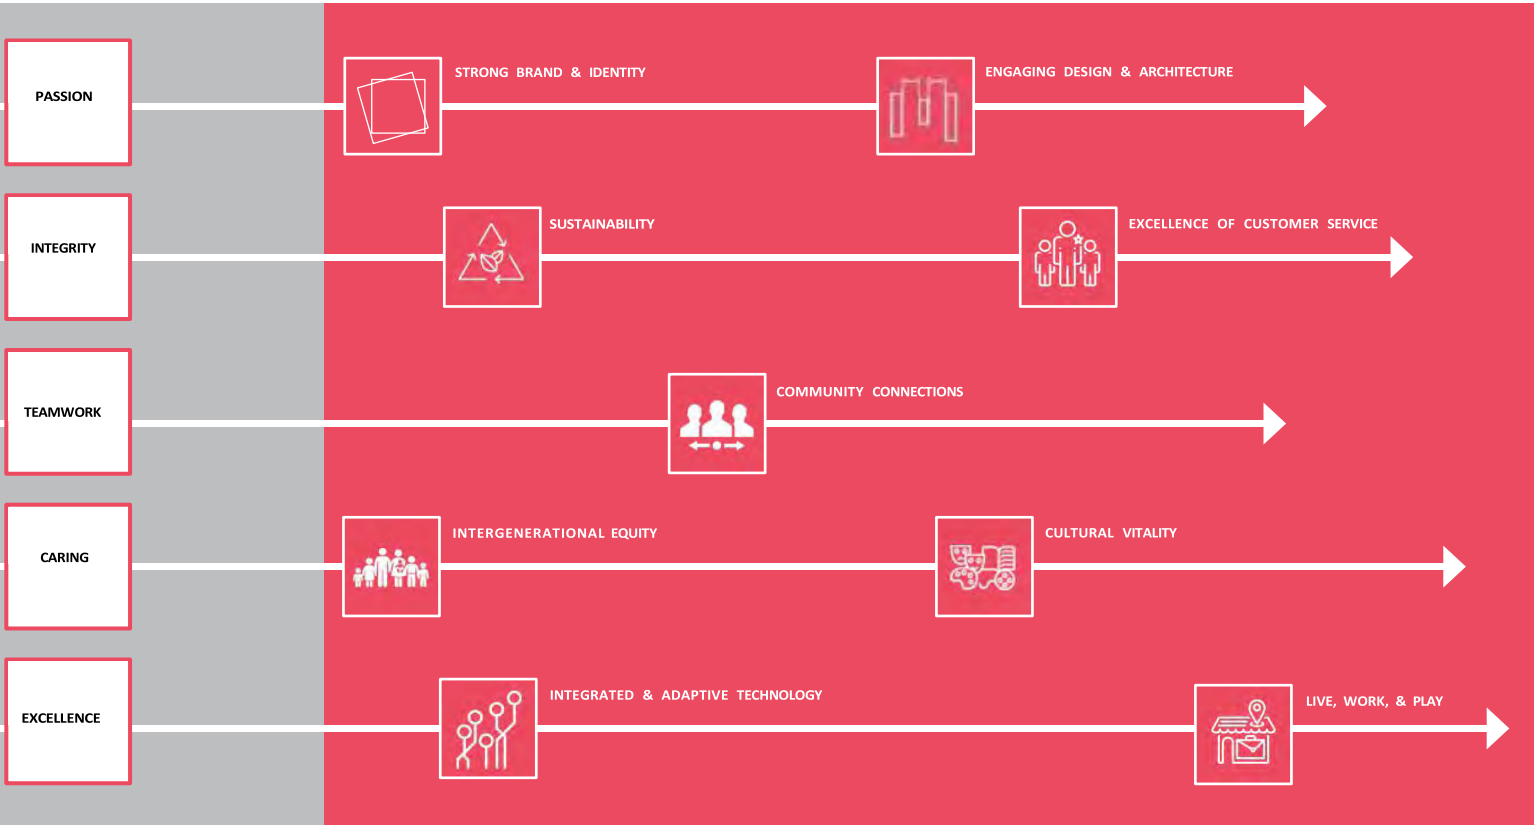 PASSION
STRONG BRAND & IDENTITY
ENGAGING DESIGN & ARCHITECTURE
INTEGRITY
SUSTAINABILITY
EXCELLENCE OF CUSTOMER SERVICE
TEAMWORK
COMMUNITY CONNECTIONS
CARING
INTERGENERATIONAL EQUITY
CULTURAL VITALITY
EXCELLENCE
INTEGRATED & ADAPTIVE TECHNOLOGY
LIVE, WORK, & PLAY